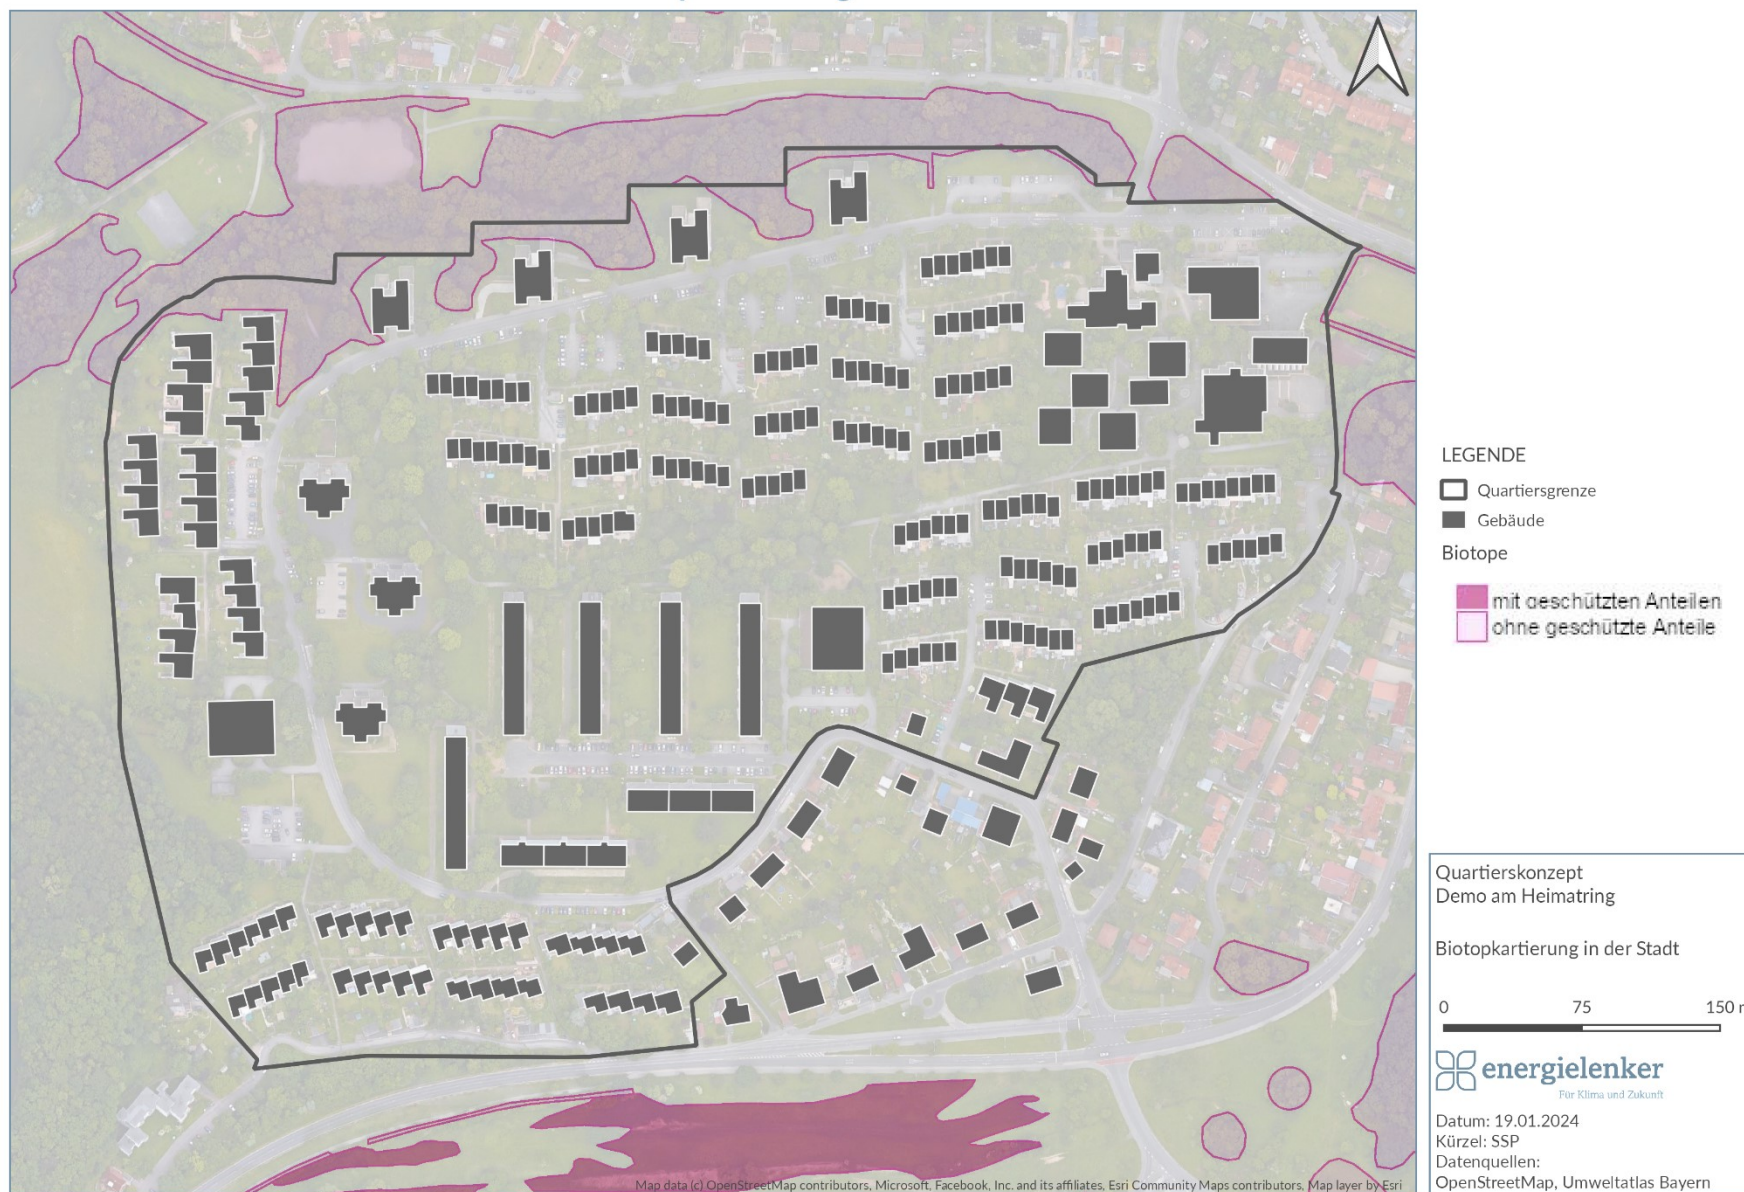 LEGENDE
Quartiersgrenze
Gebäude
Biotope
mit geschützten Anteilen
ohne geschützte Anteile
Quartierskonzept
Demo am Heimatring
Biotopkartierung in der Stadt
0 75 150 m
energielenker
Für Klima und Zukunft
Datum: 19.01.2024
Kürzel: SSP
Datenquellen:
OpenStreetMap, Umweltatlas Bayern
Map data (c) OpenStreetMap contributors, Microsoft, Facebook, Inc. and its affiliates, Esri Community Maps contributors, Map layer by Esri